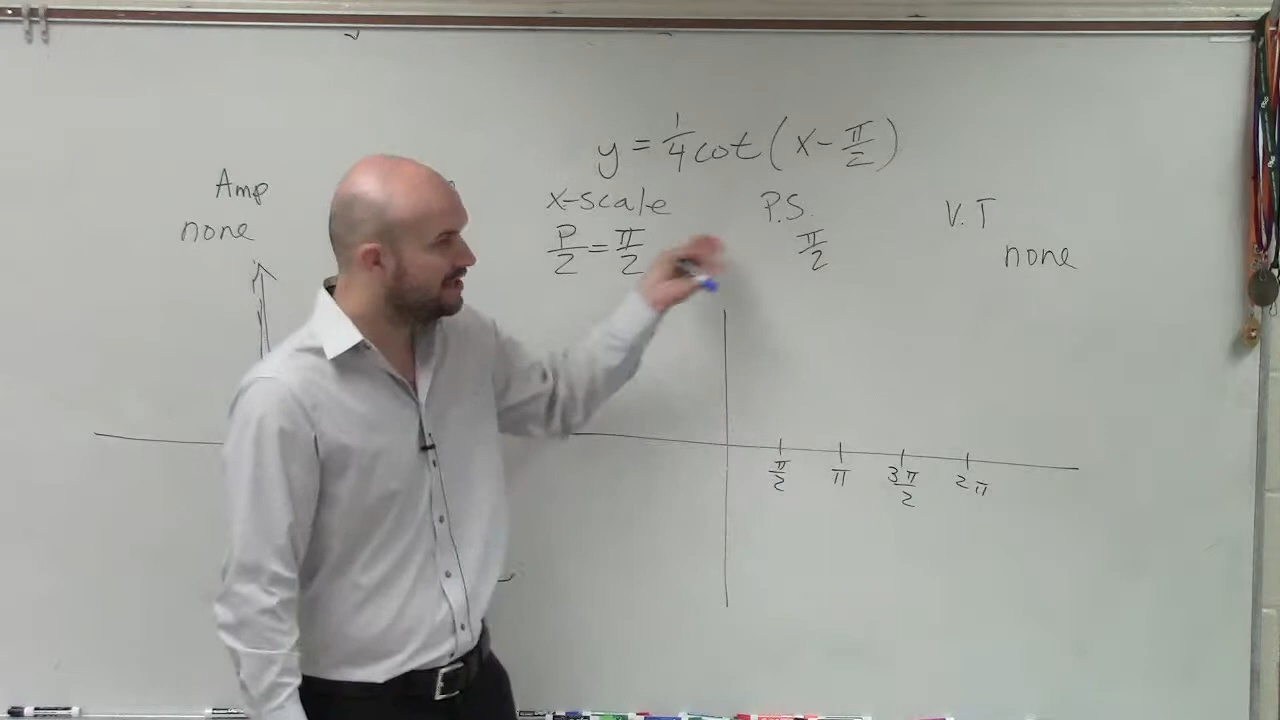 y = 1/4 cot(x - π/2)
Amp
none
x-scale
P/2 = π/2
P.S.
π/2
V.T
none
π/2 π 3π/2 2π